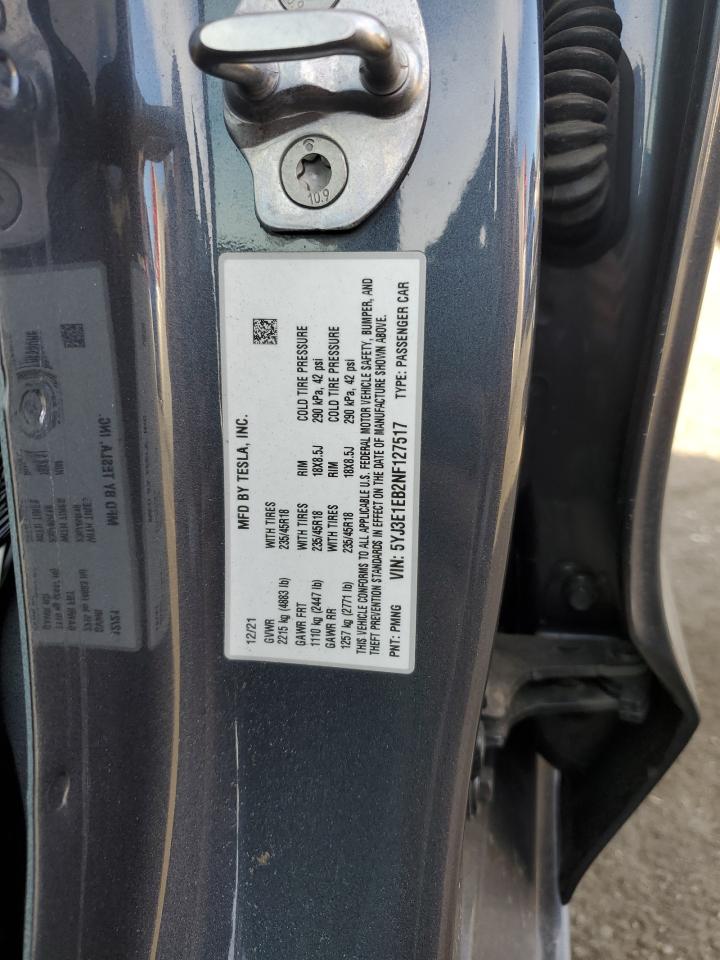 10.9
12/21 MFD BY TESLA, INC.
GVWR WITH TIRES RIM COLD TIRE PRESSURE
2215 kg (4883 lb) 235/45R18 18X8.5J 290 kPa, 42 psi
GAWR FRT WITH TIRES RIM COLD TIRE PRESSURE
1110 kg (2447 lb) 235/45R18 18X8.5J 290 kPa, 42 psi
GAWR RR WITH TIRES
1257 kg (2771 lb) 235/45R18
THIS VEHICLE CONFORMS TO ALL APPLICABLE U.S. FEDERAL MOTOR VEHICLE SAFETY, BUMPER, AND
THEFT PREVENTION STANDARDS IN EFFECT ON THE DATE OF MANUFACTURE SHOWN ABOVE.
PNT: PMNG VIN: 5YJ3E1EB2NF127517 TYPE: PASSENGER CAR